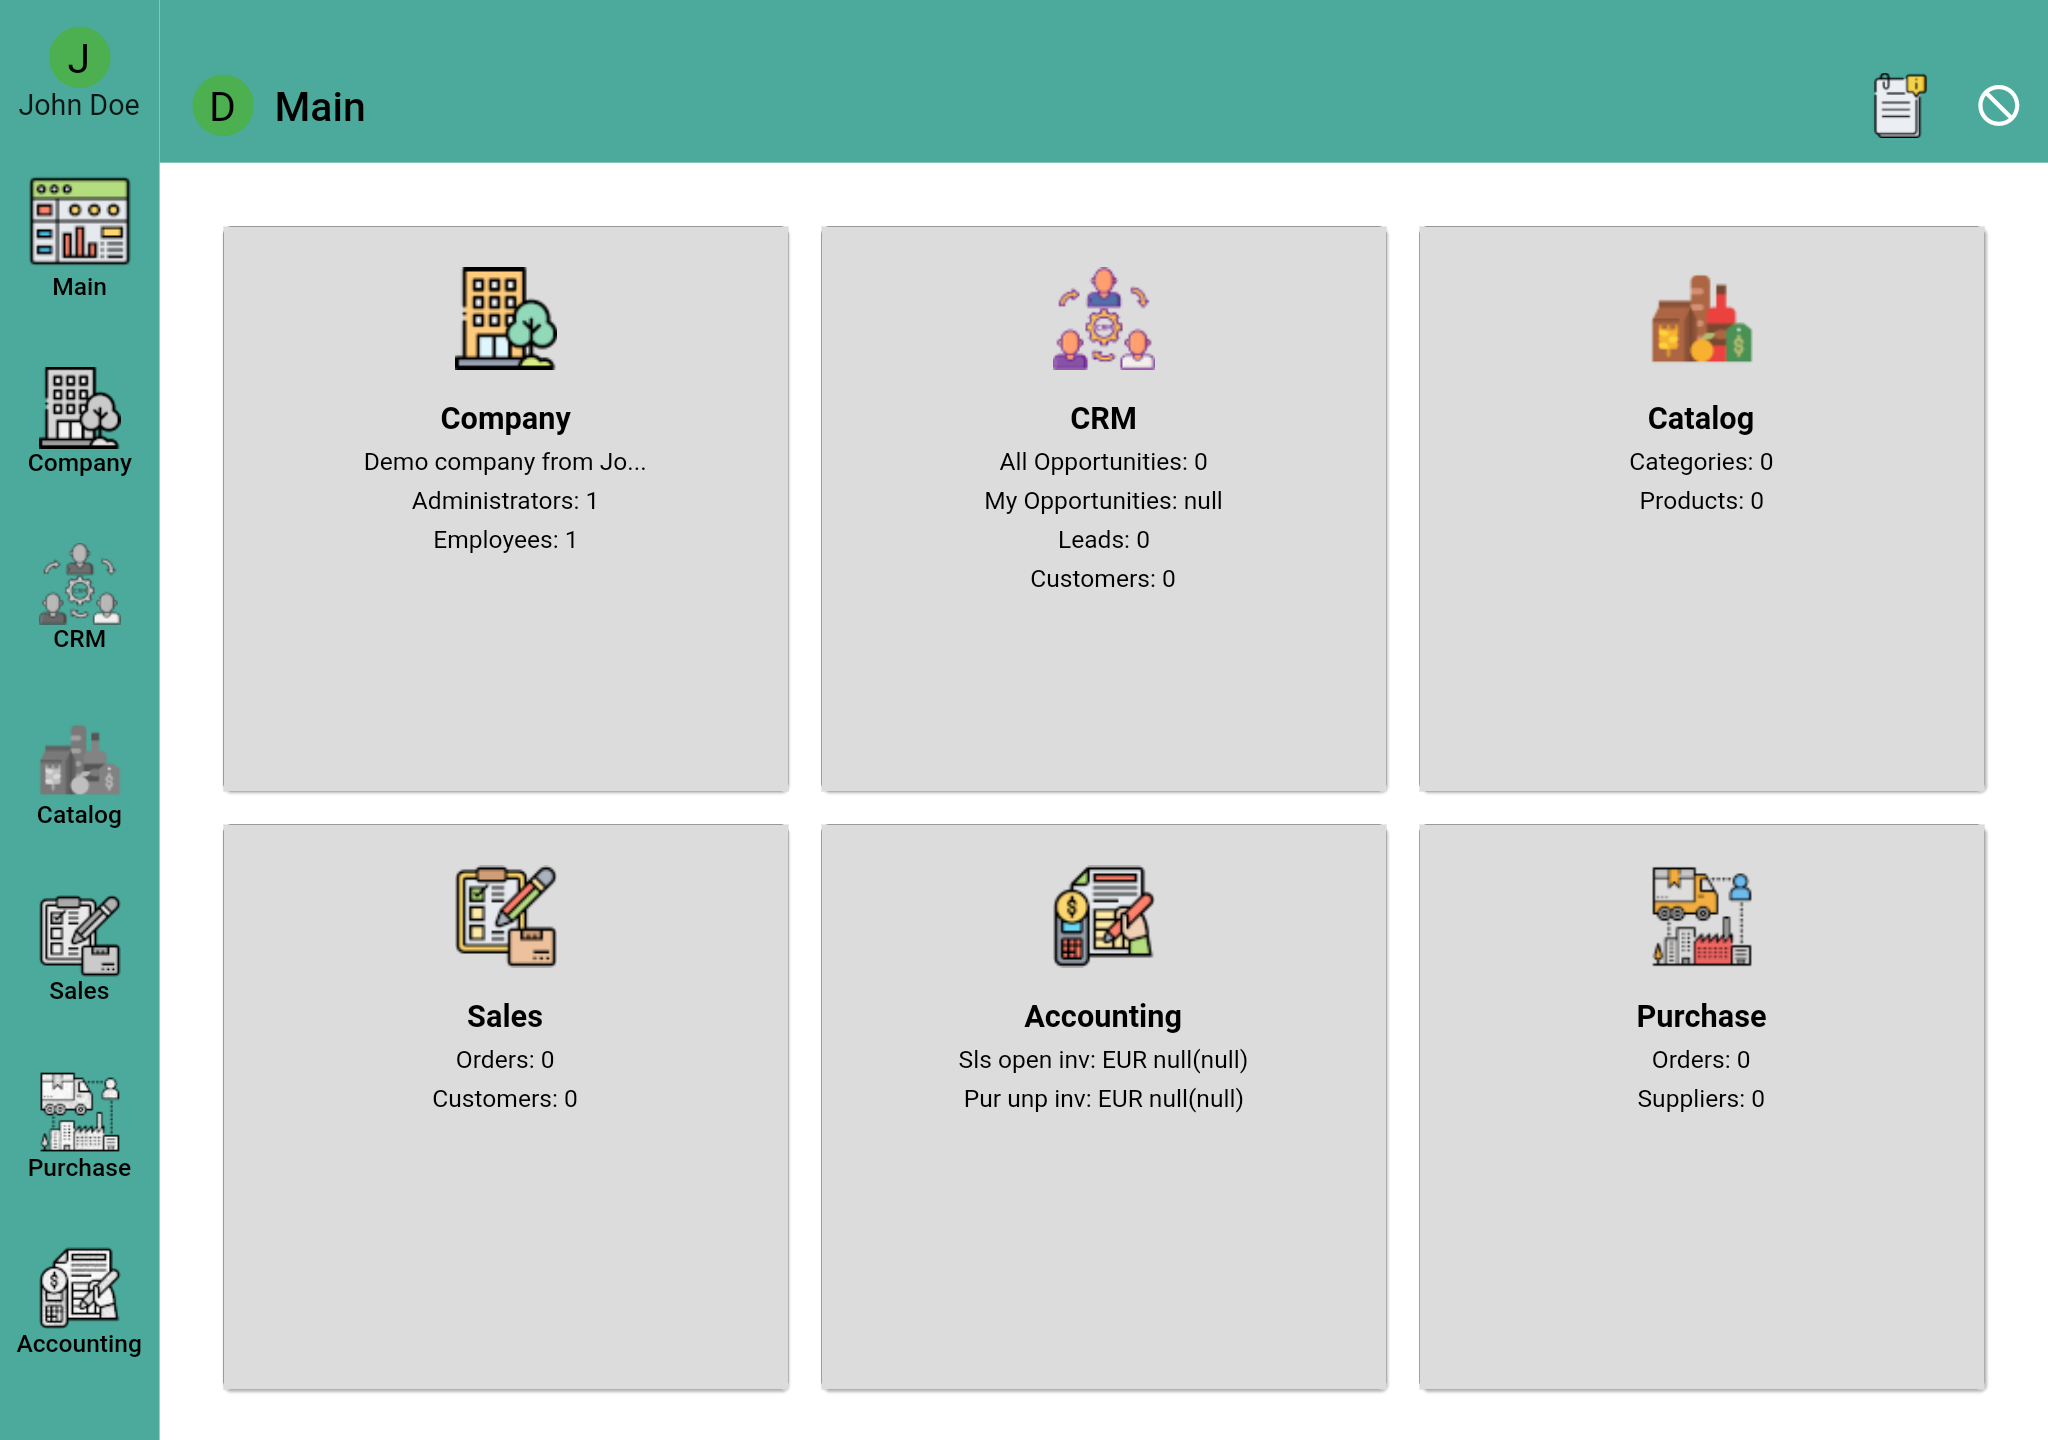 J
John Doe
D
Main
Main
Company
CRM
Catalog
Sales
Purchase
Accounting
Company
Demo company from Jo...
Administrators: 1
Employees: 1
CRM
All Opportunities: 0
My Opportunities: null
Leads: 0
Customers: 0
Catalog
Categories: 0
Products: 0
Sales
Orders: 0
Customers: 0
Accounting
Sls open inv: EUR null(null)
Pur unp inv: EUR null(null)
Purchase
Orders: 0
Suppliers: 0